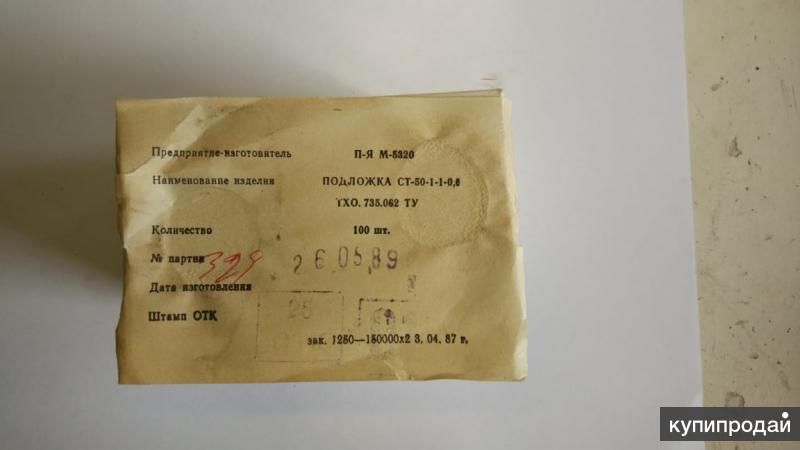 Предприятие-изготовитель П-Я М-5320
Наименование изделия ПОДЛОЖКА СТ-50-1-1-0,6
ТХО. 735.062 ТУ
Количество 100 шт.
№ партии 329
26 05 89
Дата изготовления
Штамп ОТК 26
зак. 1250—150000х2 3. 04. 87 г.
купипродай